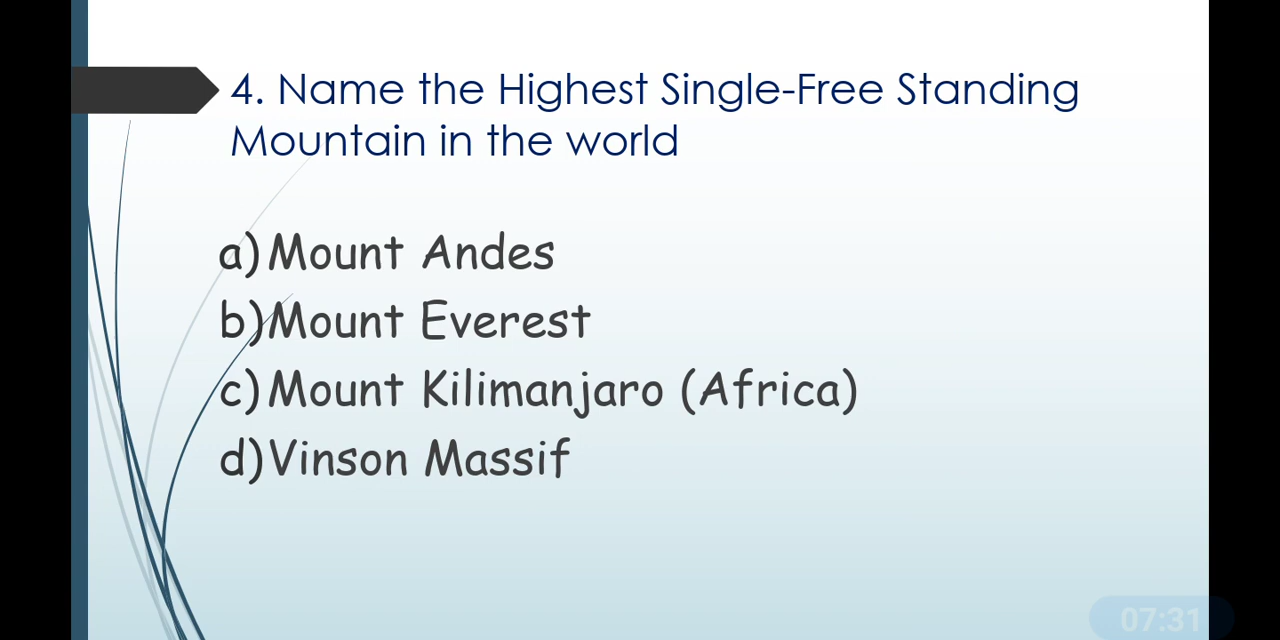 4. Name the Highest Single-Free Standing
Mountain in the world
a) Mount Andes
b) Mount Everest
c) Mount Kilimanjaro (Africa)
d) Vinson Massif
07:31